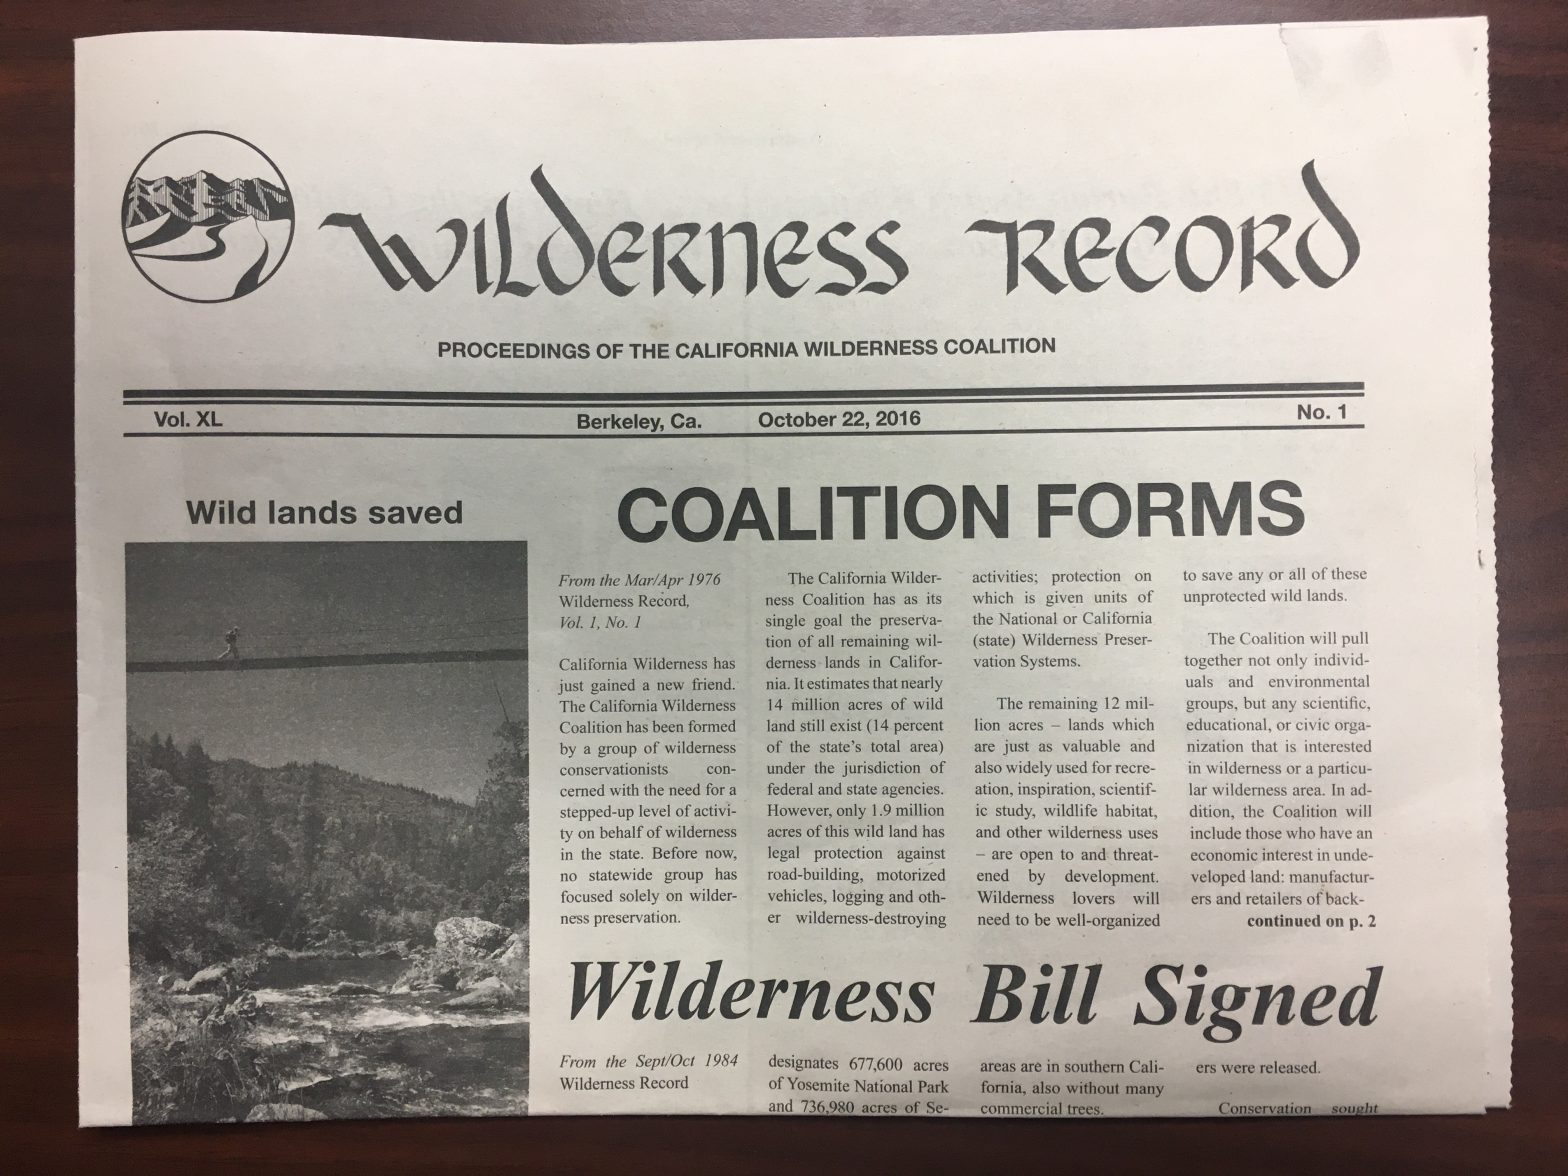 WILDERNESS RECORD
PROCEEDINGS OF THE CALIFORNIA WILDERNESS COALITION
Vol. XL Berkeley, Ca. October 22, 2016 No. 1
Wild lands saved
COALITION FORMS
From the Mar/Apr 1976
Wilderness Record,
Vol. 1, No. 1
California Wilderness has
just gained a new friend.
The California Wilderness
Coalition has been formed
by a group of wilderness
conservationists con-
cerned with the need for a
stepped-up level of activi-
ty on behalf of wilderness
in the state. Before now,
no statewide group has
focused solely on wilder-
ness preservation.
The California Wilder-
ness Coalition has as its
single goal the preserva-
tion of all remaining wil-
derness lands in Califor-
nia. It estimates that nearly
14 million acres of wild
land still exist (14 percent
of the state's total area)
under the jurisdiction of
federal and state agencies.
However, only 1.9 million
acres of this wild land has
legal protection against
road-building, motorized
vehicles, logging and oth-
er wilderness-destroying
activities; protection on
which is given units of
the National or California
(state) Wilderness Preser-
vation Systems.
The remaining 12 mil-
lion acres – lands which
are just as valuable and
also widely used for recre-
ation, inspiration, scientif-
ic study, wildlife habitat,
and other wilderness uses
– are open to and threat-
ened by development.
Wilderness lovers will
need to be well-organized
to save any or all of these
unprotected wild lands.
The Coalition will pull
together not only individ-
uals and environmental
groups, but any scientific,
educational, or civic orga-
nization that is interested
in wilderness or a particu-
lar wilderness area. In ad-
dition, the Coalition will
include those who have an
economic interest in unde-
veloped land: manufactur-
ers and retailers of back-
continued on p. 2
Wilderness Bill Signed
From the Sept/Oct 1984
Wilderness Record
designates 677,600 acres
of Yosemite National Park
and 736,980 acres of Se-
areas are in southern Cali-
fornia, also without many
commercial trees.
ers were released.
Conservation sought